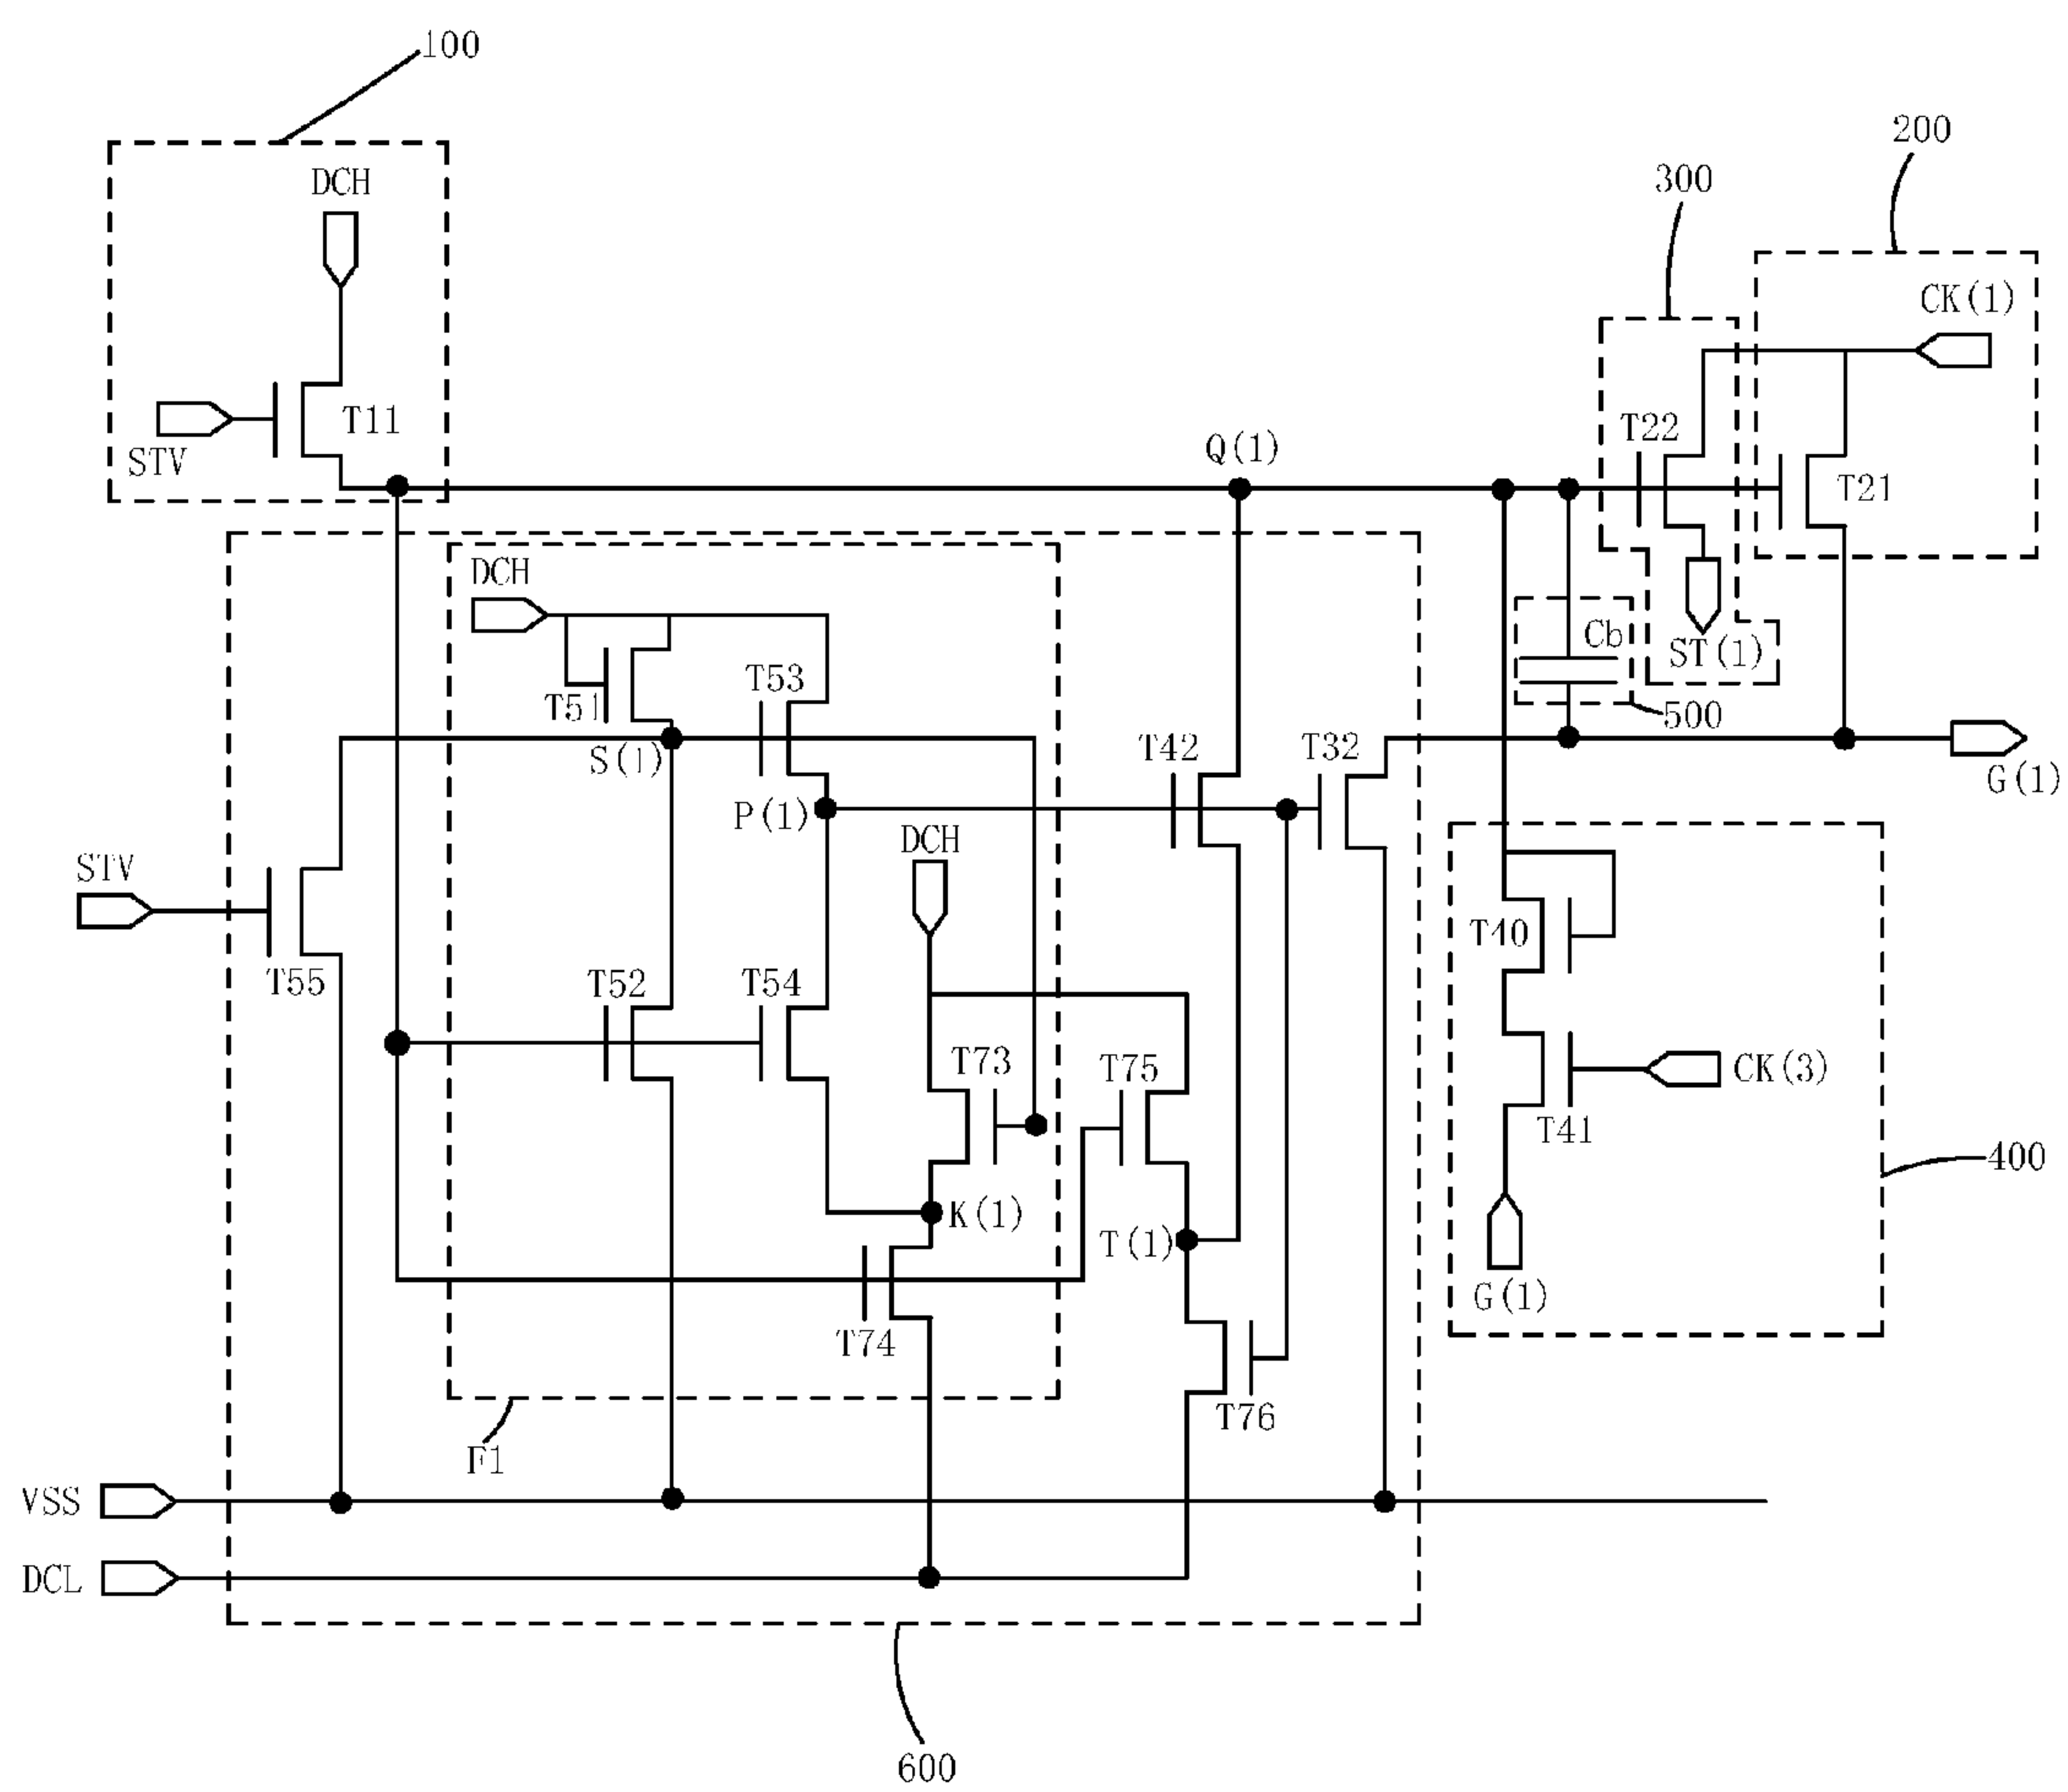 100
DCH
200
300
CK(1)
T11
T22
STV
Q(1)
T21
DCH
Cb
ST(1)
T53
T51
500
S(1)
T42
T32
G(1)
P(1)
DCH
STV
T40
T55
T52
T54
T73
T75
CK(3)
T41
400
K(1)
T(1)
G(1)
T74
T76
F1
VSS
DCL
600